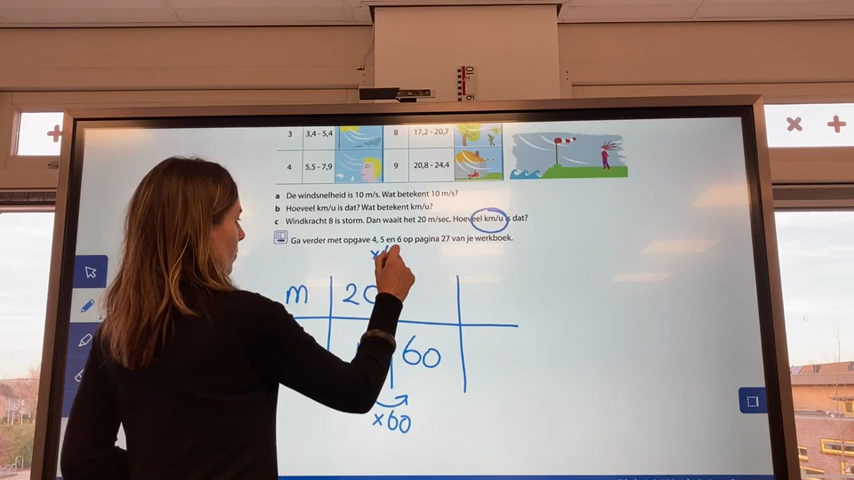 10
9
3 3,4 - 5,4 8 17,2 - 20,7
4 5,5 - 7,9 9 20,8 - 24,4
a De windsnelheid is 10 m/s. Wat betekent 10 m/s?
b Hoeveel km/u is dat? Wat betekent km/u?
c Windkracht 8 is storm. Dan waait het 20 m/sec. Hoeveel km/u is dat?
Ga verder met opgave 4, 5 en 6 op pagina 27 van je werkboek.
m 20
60
x60